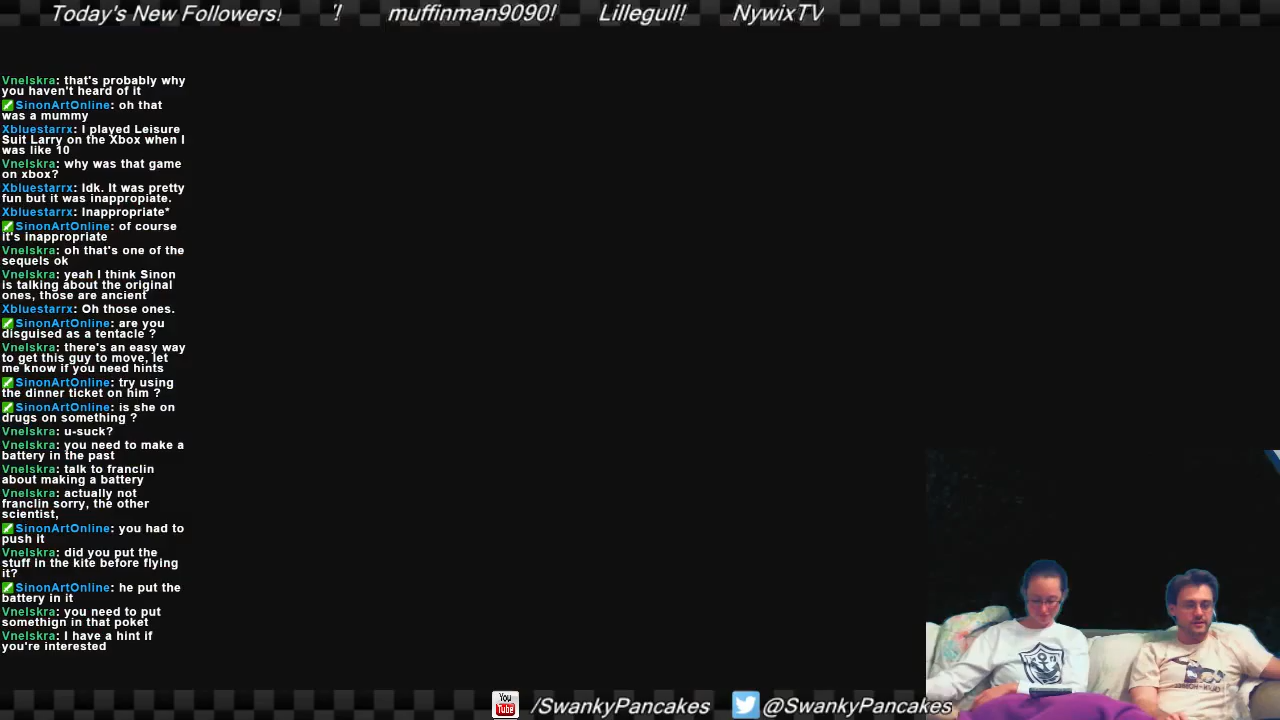 Today's New Followers! '! muffinman9090! Lillegull! NywixTV
Vnelskra: that's probably why
you haven't heard of it
SinonArtOnline: oh that
was a mummy
Xbluestarrx: I played Leisure
Suit Larry on the Xbox when I
was like 10
Vnelskra: why was that game
on xbox?
Xbluestarrx: Idk. It was pretty
fun but it was inappropiate.
Xbluestarrx: Inappropriate*
SinonArtOnline: of course
it's inappropriate
Vnelskra: oh that's one of the
sequels ok
Vnelskra: yeah I think Sinon
is talking about the original
ones, those are ancient
Xbluestarrx: Oh those ones.
SinonArtOnline: are you
disguised as a tentacle ?
Vnelskra: there's an easy way
to get this guy to move, let
me know if you need hints
SinonArtOnline: try using
the dinner ticket on him ?
SinonArtOnline: is she on
drugs on something ?
Vnelskra: u-suck?
Vnelskra: you need to make a
battery in the past
Vnelskra: talk to franclin
about making a battery
Vnelskra: actually not
franclin sorry, the other
scientist,
SinonArtOnline: you had to
push it
Vnelskra: did you put the
stuff in the kite before flying
it?
SinonArtOnline: he put the
battery in it
Vnelskra: you need to put
somethign in that poket
Vnelskra: I have a hint if
you're interested
You
Tube /SwankyPancakes @SwankyPancakes